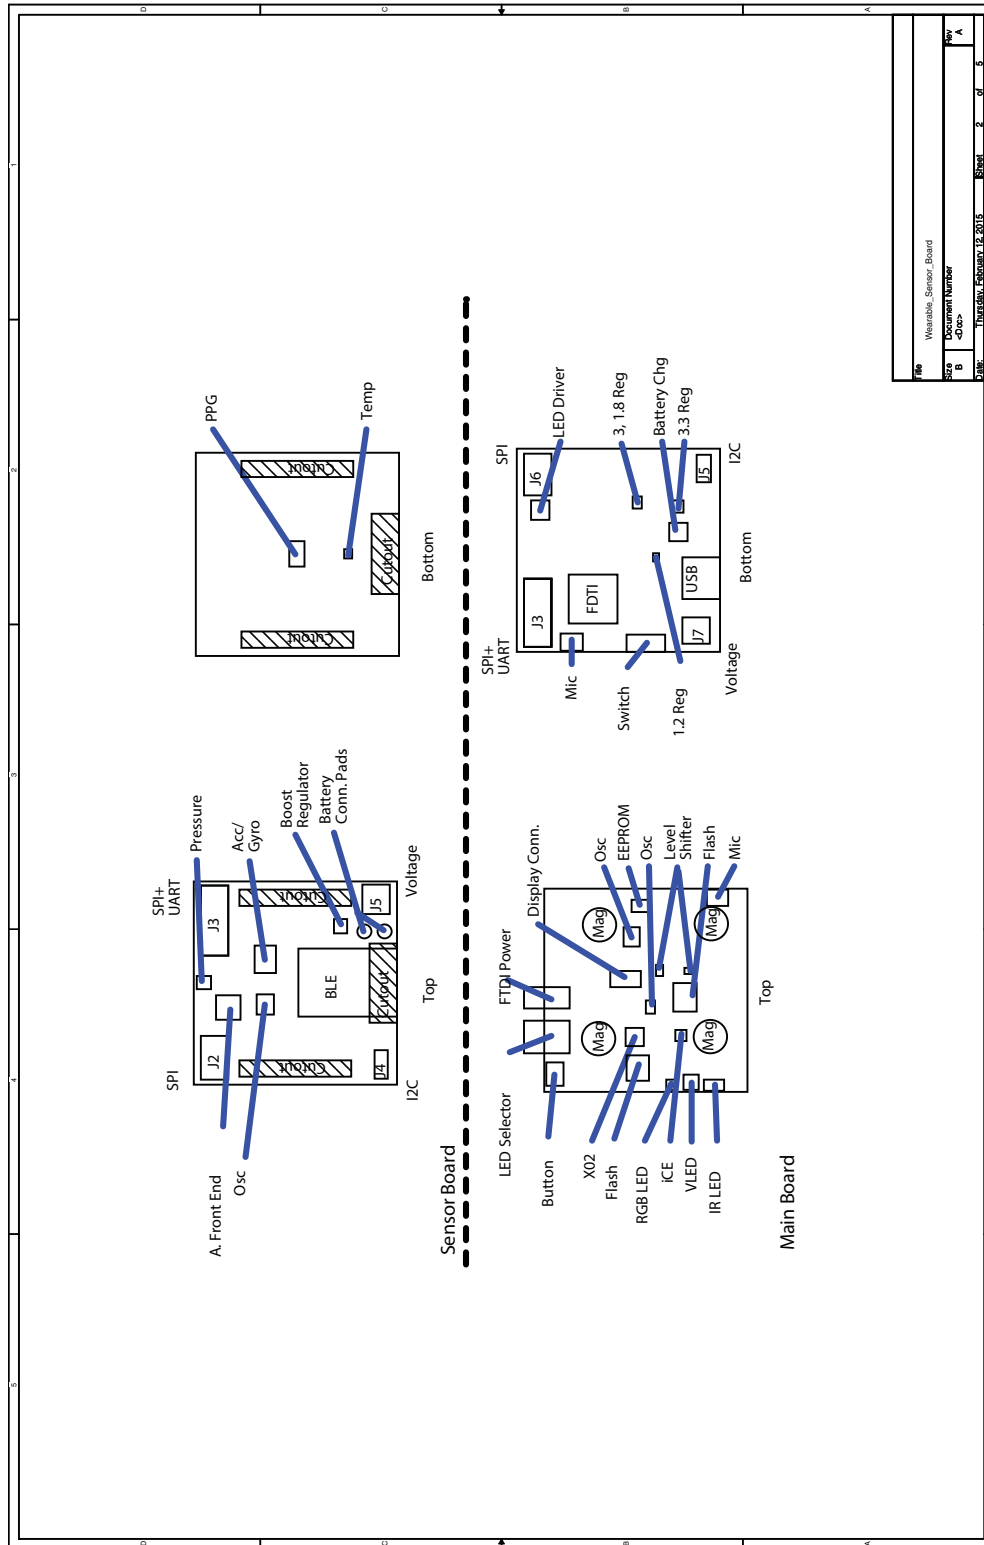 5
4
3
2
1
D
D
C
C
B
B
A
A
SPI
SPI+
UART
Pressure
A. Front End
Osc
Acc/
Gyro
Boost
Regulator
Battery
Conn. Pads
J2
J3
Cutout
Cutout
BLE
Cutout
J4
J5
I2C
Voltage
Top
PPG
Temp
Cutout
Cutout
Cutout
Bottom
Sensor Board
LED Selector
FTDI Power
Display Conn.
Osc
EEPROM
Osc
Level
Shifter
Flash
Mic
Button
X02
Flash
RGB LED
iCE
VLED
IR LED
Mag
Mag
Mag
Mag
Top
Main Board
SPI+
UART
SPI
J3
J6
LED Driver
Mic
FDTI
3, 1.8 Reg
Switch
Battery Chg
1.2 Reg
3.3 Reg
J7
USB
J5
Voltage
I2C
Bottom
Title
Wearable_Sensor_Board
Size
Document Number
Rev
B
<Doc>
A
Date:
Thursday, February 12, 2015
Sheet
2
of
5